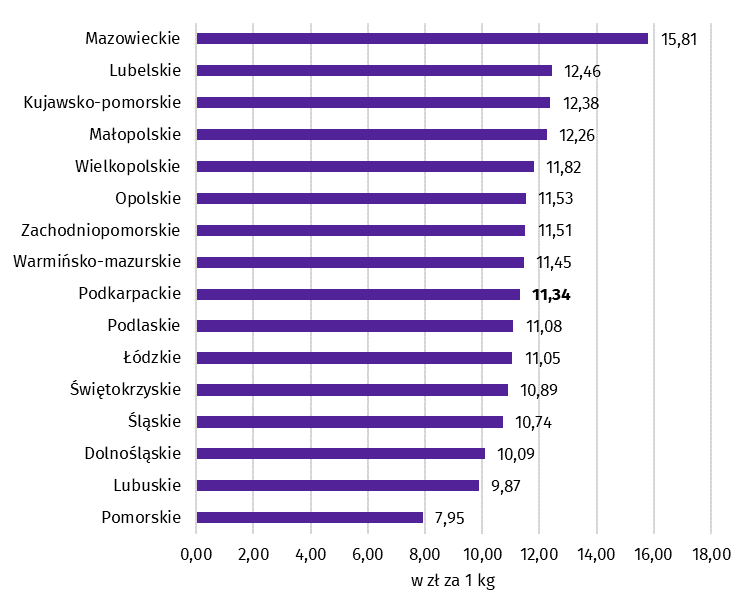 Mazowieckie 15,81
Lubelskie 12,46
Kujawsko-pomorskie 12,38
Małopolskie 12,26
Wielkopolskie 11,82
Opolskie 11,53
Zachodniopomorskie 11,51
Warmińsko-mazurskie 11,45
Podkarpackie 11,34
Podlaskie 11,08
Łódzkie 11,05
Świętokrzyskie 10,89
Śląskie 10,74
Dolnośląskie 10,09
Lubuskie 9,87
Pomorskie 7,95
0,00 2,00 4,00 6,00 8,00 10,00 12,00 14,00 16,00 18,00
w zł za 1 kg